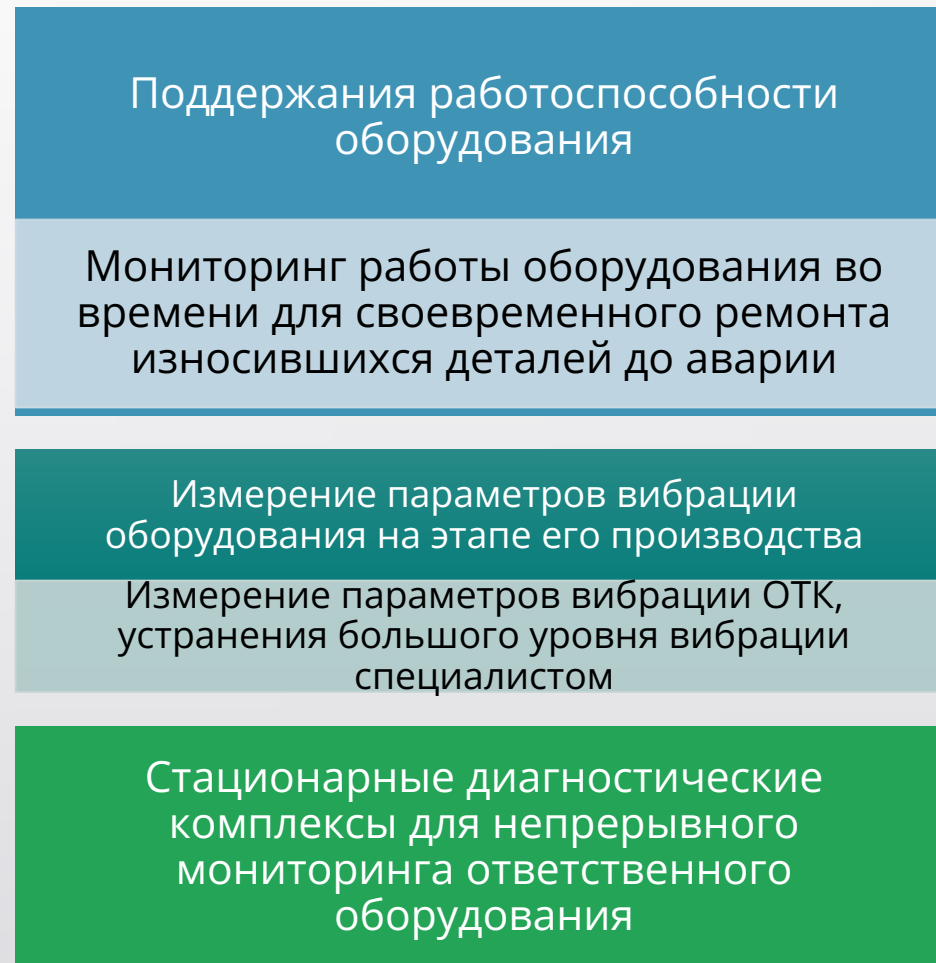 Поддержания работоспособности
оборудования
Мониторинг работы оборудования во
времени для своевременного ремонта
износившихся деталей до аварии
Измерение параметров вибрации
оборудования на этапе его производства
Измерение параметров вибрации ОТК,
устранения большого уровня вибрации
специалистом
Стационарные диагностические
комплексы для непрерывного
мониторинга ответственного
оборудования